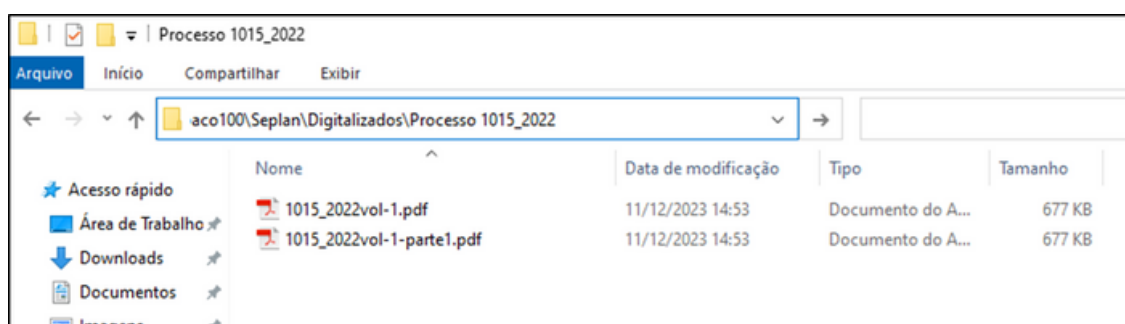 Processo 1015_2022
Arquivo Início Compartilhar Exibir
aco100\Seplan\Digitalizados\Processo 1015_2022
Nome Data de modificação Tipo Tamanho
Acesso rápido
1015_2022vol-1.pdf 11/12/2023 14:53 Documento do A... 677 KB
Área de Trabalho
1015_2022vol-1-parte1.pdf 11/12/2023 14:53 Documento do A... 677 KB
Downloads
Documentos